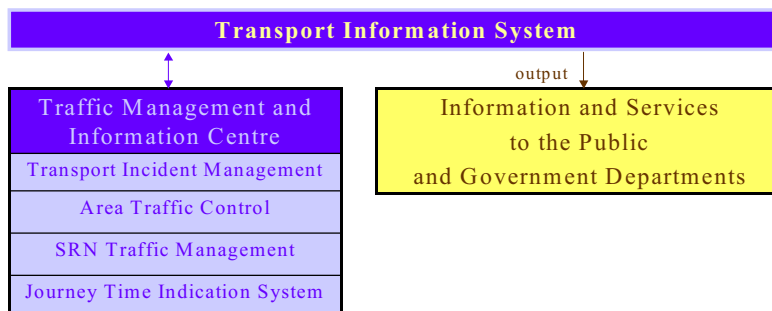 Transport Information System
output
Traffic Management and
Information Centre
Transport Incident Management
Area Traffic Control
SRN Traffic Management
Journey Time Indication System
Information and Services
to the Public
and Government Departments